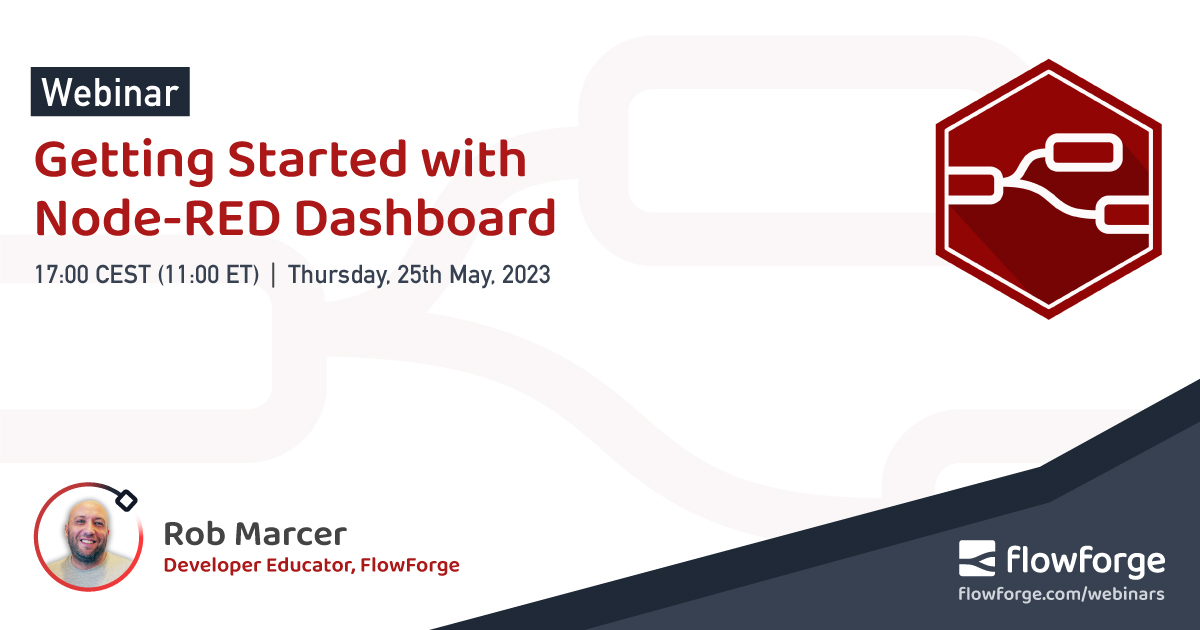 Webinar
Getting Started with
Node-RED Dashboard
17:00 CEST (11:00 ET) | Thursday, 25th May, 2023
Rob Marcer
Developer Educator, FlowForge
flowforge
flowforge.com/webinars